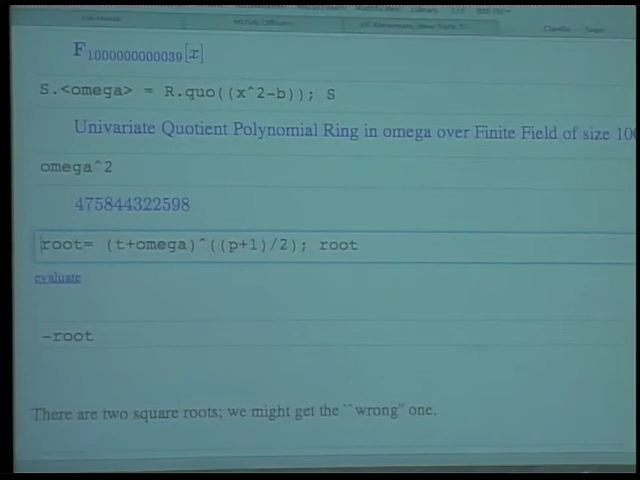 F1000000000039[x]
S.<omega> = R.quo((x^2-b)); S
Univariate Quotient Polynomial Ring in omega over Finite Field of size 100
omega^2
475844322598
root= (t+omega)^((p+1)/2); root
evaluate
-root
There are two square roots; we might get the ``wrong'' one.